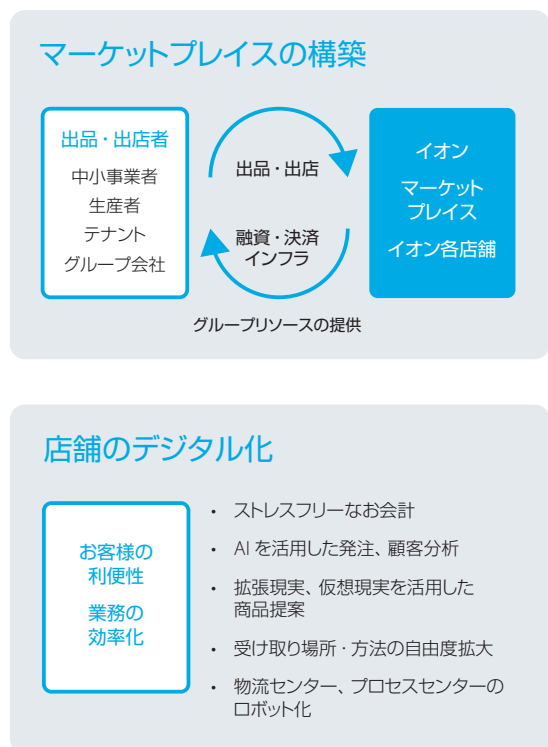 マーケットプレイスの構築
出品・出店者
中小事業者
生産者
テナント
グループ会社
出品・出店
融資・決済
インフラ
イオン
マーケット
プレイス
イオン各店舗
グループリソースの提供
店舗のデジタル化
お客様の
利便性
業務の
効率化
・ ストレスフリーなお会計
・ AIを活用した発注、顧客分析
・ 拡張現実、仮想現実を活用した
商品提案
・ 受け取り場所・方法の自由度拡大
・ 物流センター、プロセスセンターの
ロボット化